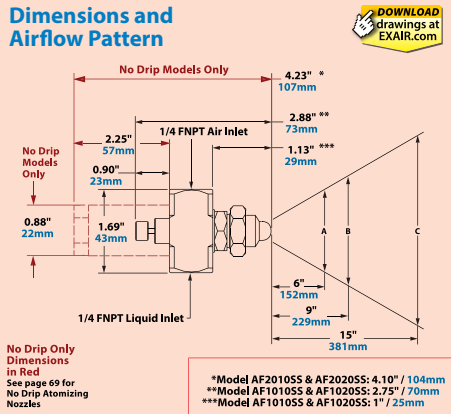 Dimensions and
Airflow Pattern
DOWNLOAD
drawings at
EXAIR.com
No Drip Models Only
4.23" *
107mm
2.88" **
73mm
1/4 FNPT Air Inlet
2.25"
57mm
1.13" ***
29mm
No Drip
Models
Only
0.90"
23mm
0.88"
22mm
1.69"
43mm
A
B
C
6"
152mm
9"
229mm
1/4 FNPT Liquid Inlet
15"
381mm
No Drip Only
Dimensions
in Red
See page 69 for
No Drip Atomizing
Nozzles
*Model AF2010SS & AF2020SS: 4.10" / 104mm
**Model AF1010SS & AF1020SS: 2.75" / 70mm
***Model AF1010SS & AF1020SS: 1" / 25mm